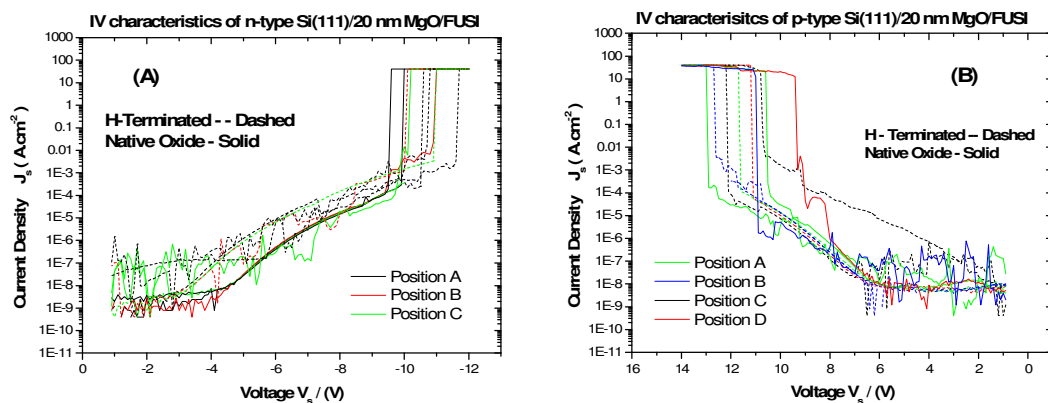 IV characteristics of n-type Si(111)/20 nm MgO/FUSI
(A)
H-Terminated - - Dashed
Native Oxide - Solid
Position A
Position B
Position C
Current Density J_s ( A.cm^-2 )
1000
100
10
1
0.1
0.01
1E-3
1E-4
1E-5
1E-6
1E-7
1E-8
1E-9
1E-10
1E-11
0 -2 -4 -6 -8 -10 -12
Voltage V_s / (V)
IV characterisitcs of p-type Si(111)/20 nm MgO/FUSI
(B)
H - Terminated – Dashed
Native Oxide - Solid
Position A
Position B
Position C
Position D
Current Density J_s ( A.cm^-2 )
1000
100
10
1
0.1
0.01
1E-3
1E-4
1E-5
1E-6
1E-7
1E-8
1E-9
1E-10
1E-11
16 14 12 10 8 6 4 2 0
Voltage V_s / (V)